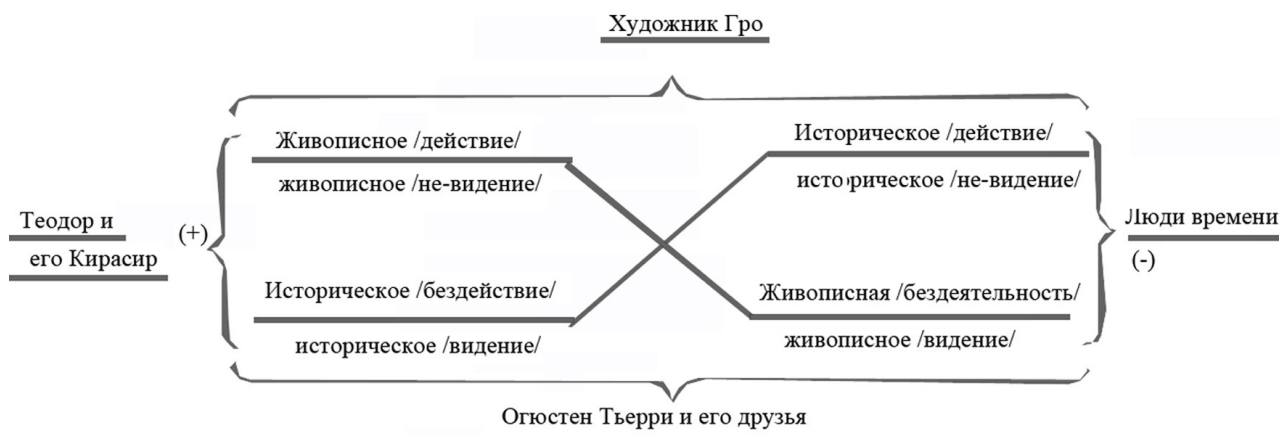 Художник Гро
Живописное /действие/
живописное /не-видение/
Историческое /действие/
историческое /не-видение/
Теодор и
его Кирасир
(+)
Люди времени
(-)
Историческое /бездействие/
историческое /видение/
Живописная /бездеятельность/
живописное /видение/
Огюстен Тьерри и его друзья